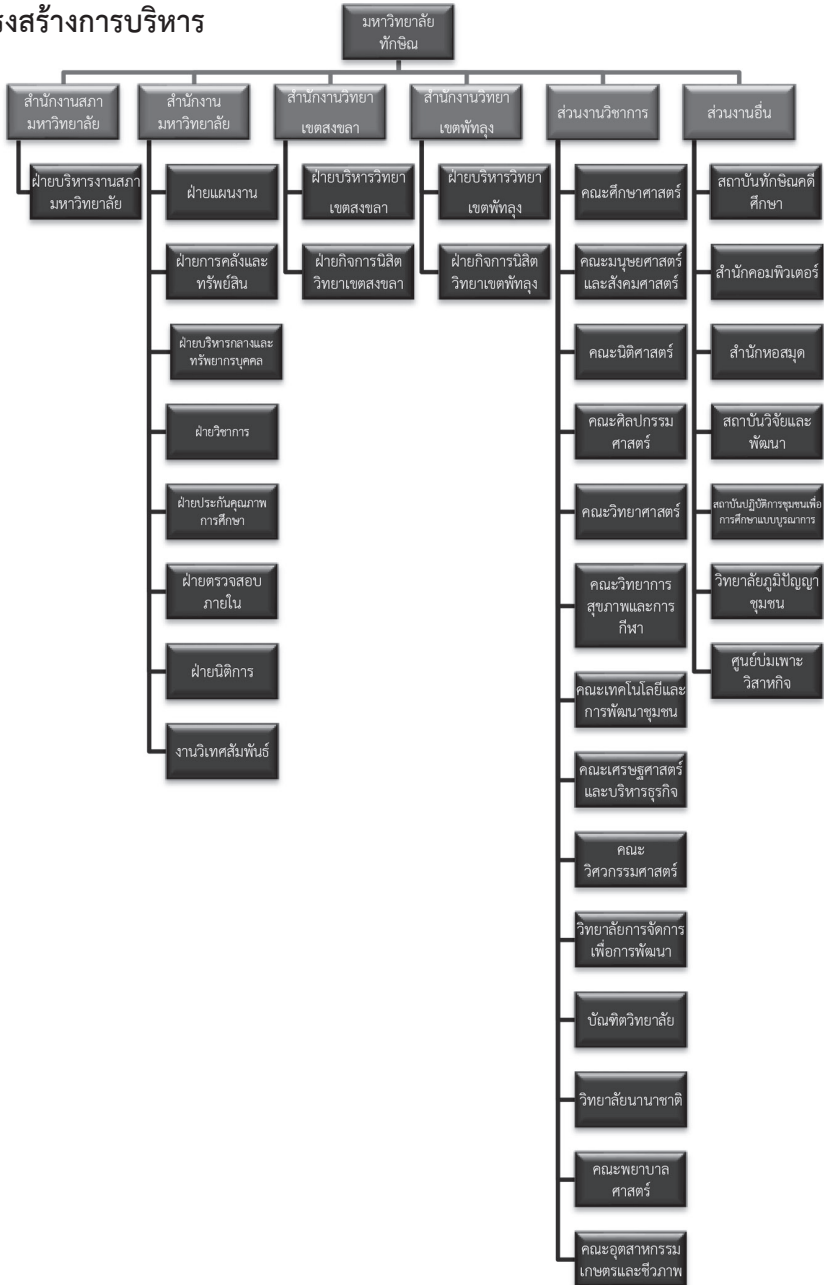 รงสร้างการบริหาร
มหาวิทยาลัย
ทักษิณ
สำนักงานสภา
มหาวิทยาลัย
ฝ่ายบริหารงานสภา
มหาวิทยาลัย
สำนักงาน
มหาวิทยาลัย
ฝ่ายแผนงาน
ฝ่ายการคลังและ
ทรัพย์สิน
ฝ่ายบริหารกลางและ
ทรัพยากรบุคคล
ฝ่ายวิชาการ
ฝ่ายประกันคุณภาพ
การศึกษา
ฝ่ายตรวจสอบ
ภายใน
ฝ่ายนิติการ
งานวิเทศสัมพันธ์
สำนักงานวิทยา
เขตสงขลา
ฝ่ายบริหารวิทยา
เขตสงขลา
ฝ่ายกิจการนิสิต
วิทยาเขตสงขลา
สำนักงานวิทยา
เขตพัทลุง
ฝ่ายบริหารวิทยา
เขตพัทลุง
ฝ่ายกิจการนิสิต
วิทยาเขตพัทลุง
ส่วนงานวิชาการ
คณะศึกษาศาสตร์
คณะมนุษยศาสตร์
และสังคมศาสตร์
คณะนิติศาสตร์
คณะศิลปกรรม
ศาสตร์
คณะวิทยาศาสตร์
คณะวิทยาการ
สุขภาพและการ
กีฬา
คณะเทคโนโลยีและ
การพัฒนาชุมชน
คณะเศรษฐศาสตร์
และบริหารธุรกิจ
คณะ
วิศวกรรมศาสตร์
วิทยาลัยการจัดการ
เพื่อการพัฒนา
บัณฑิตวิทยาลัย
วิทยาลัยนานาชาติ
คณะพยาบาล
ศาสตร์
คณะอุตสาหกรรม
เกษตรและชีวภาพ
ส่วนงานอื่น
สถาบันทักษิณคดี
ศึกษา
สำนักคอมพิวเตอร์
สำนักหอสมุด
สถาบันวิจัยและ
พัฒนา
สถาบันปฏิบัติการชุมชนเพื่อ
การศึกษาแบบบูรณาการ
วิทยาลัยภูมิปัญญา
ชุมชน
ศูนย์บ่มเพาะ
วิสาหกิจ